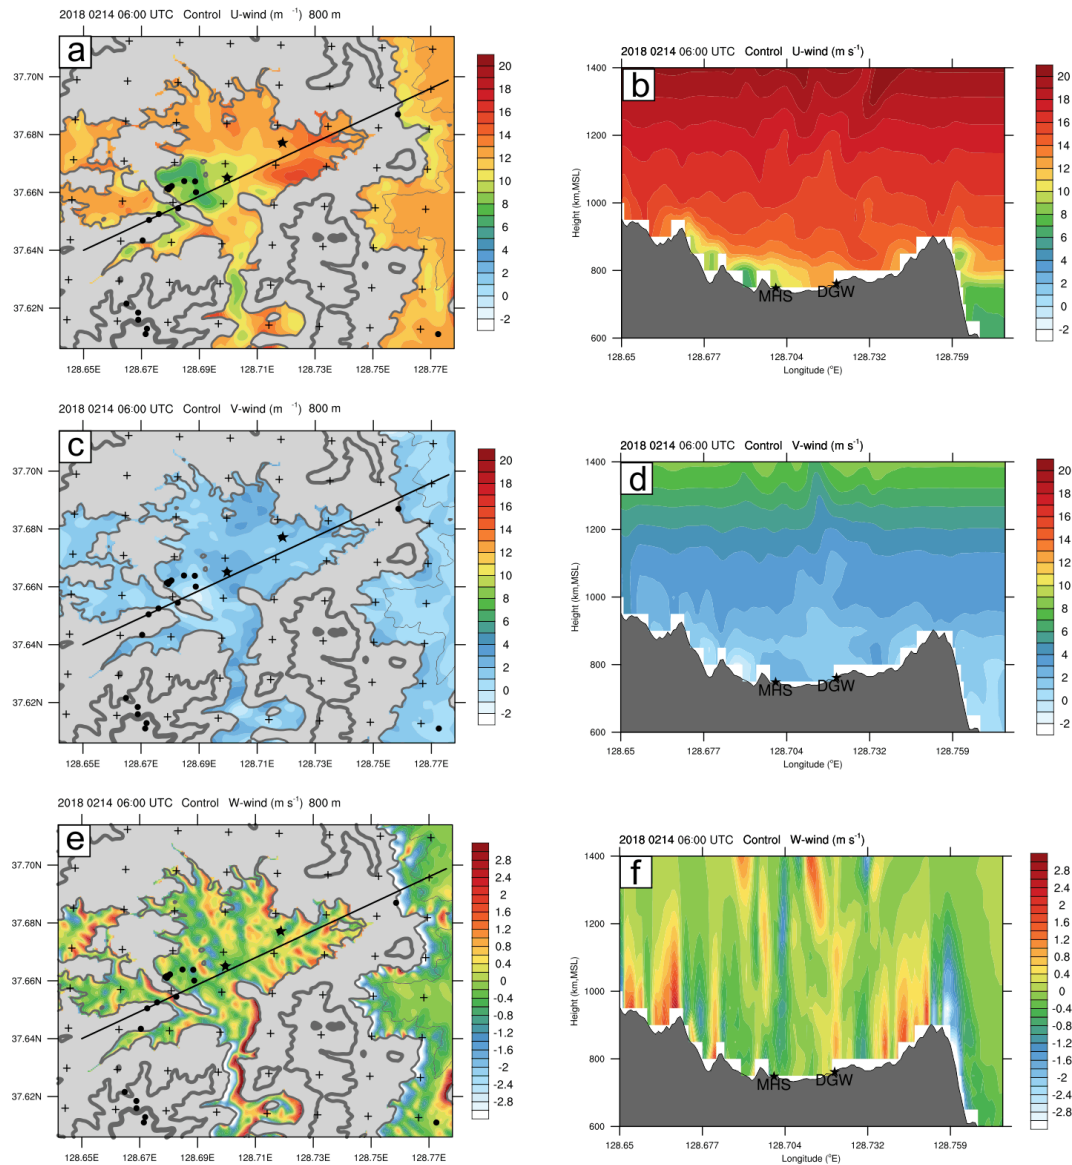 2018 0214 06:00 UTC Control U-wind (m ⁻¹) 800 m
a
37.70N
37.68N
37.66N
37.64N
37.62N
128.65E 128.67E 128.69E 128.71E 128.73E 128.75E 128.77E
20
18
16
14
12
10
8
6
4
2
0
-2
2018 0214 06:00 UTC Control U-wind (m s⁻¹)
b
Height (km,MSL)
1400
1200
1000
800
600
MHS DGW
128.65 128.677 128.704 128.732 128.759
Longitude (°E)
20
18
16
14
12
10
8
6
4
2
0
-2
2018 0214 06:00 UTC Control V-wind (m ⁻¹) 800 m
c
37.70N
37.68N
37.66N
37.64N
37.62N
128.65E 128.67E 128.69E 128.71E 128.73E 128.75E 128.77E
20
18
16
14
12
10
8
6
4
2
0
-2
2018 0214 06:00 UTC Control V-wind (m s⁻¹)
d
Height (km,MSL)
1400
1200
1000
800
600
MHS DGW
128.65 128.677 128.704 128.732 128.759
Longitude (°E)
20
18
16
14
12
10
8
6
4
2
0
-2
2018 0214 06:00 UTC Control W-wind (m s⁻¹) 800 m
e
37.70N
37.68N
37.66N
37.64N
37.62N
128.65E 128.67E 128.69E 128.71E 128.73E 128.75E 128.77E
2.8
2.4
2
1.6
1.2
0.8
0.4
0
-0.4
-0.8
-1.2
-1.6
-2
-2.4
-2.8
2018 0214 06:00 UTC Control W-wind (m s⁻¹)
f
Height (km,MSL)
1400
1200
1000
800
600
MHS DGW
128.65 128.677 128.704 128.732 128.759
Longitude (°E)
2.8
2.4
2
1.6
1.2
0.8
0.4
0
-0.4
-0.8
-1.2
-1.6
-2
-2.4
-2.8